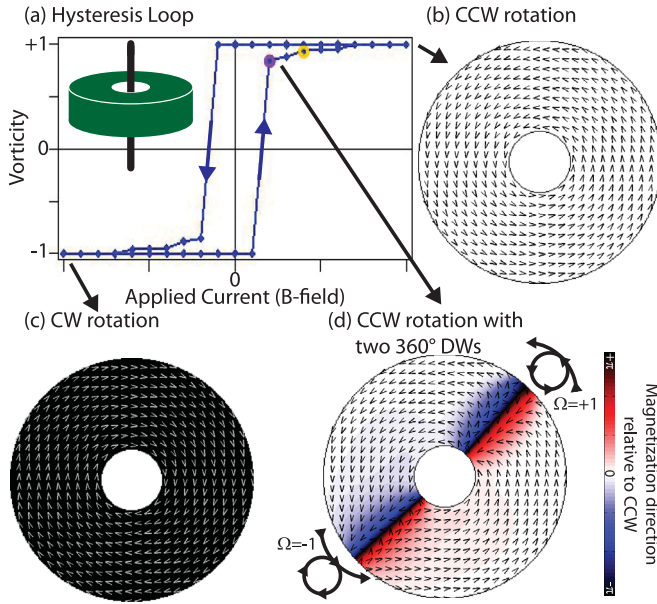 (a) Hysteresis Loop
(b) CCW rotation
+1
0
-1
Vorticity
0
Applied Current (B-field)
(c) CW rotation
(d) CCW rotation with
two 360° DWs
Ω=+1
Ω=-1
π+
0
π-
Magnetization direction
relative to CCW